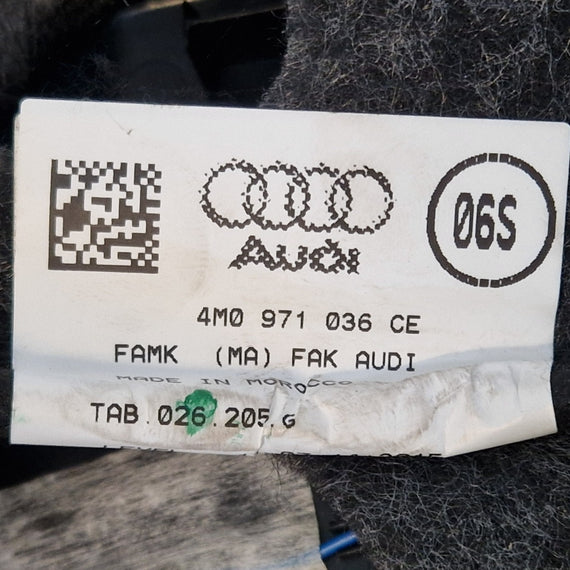 AUDI
06S
4M0 971 036 CE
FAMK (MA) FAK AUDI
MADE IN MOROCCO
TAB.026.205.G